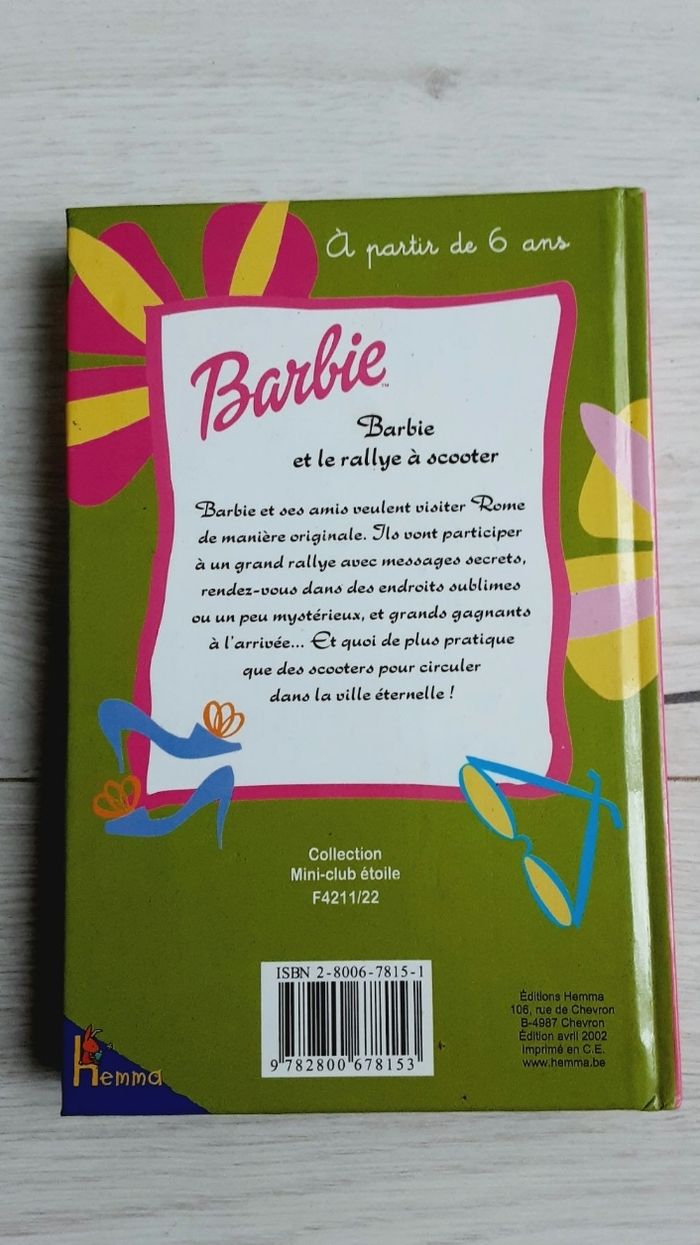 À partir de 6 ans
Barbie™
Barbie
et le rallye à scooter
Barbie et ses amis veulent visiter Rome
de manière originale. Ils vont participer
à un grand rallye avec messages secrets,
rendez-vous dans des endroits sublimes
ou un peu mystérieux, et grands gagnants
à l'arrivée... Et quoi de plus pratique
que des scooters pour circuler
dans la ville éternelle !
Collection
Mini-club étoile
F4211/22
ISBN 2-8006-7815-1
9 782800 678153
Éditions Hemma
106, rue de Chevron
B-4987 Chevron
Édition avril 2002
Imprimé en C.E.
www.hemma.be
hemma